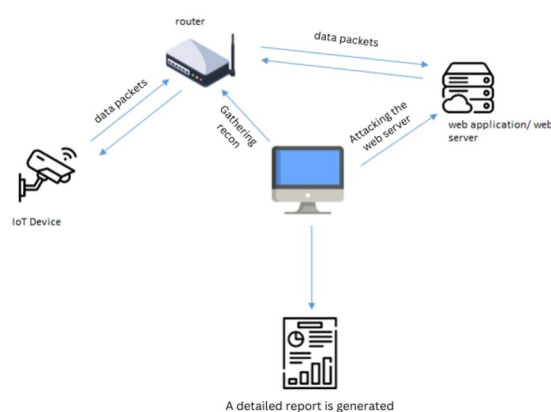 router
data packets
data packets
Gathering
recon
Attacking the
web server
web application/ web
server
IoT Device
A detailed report is generated